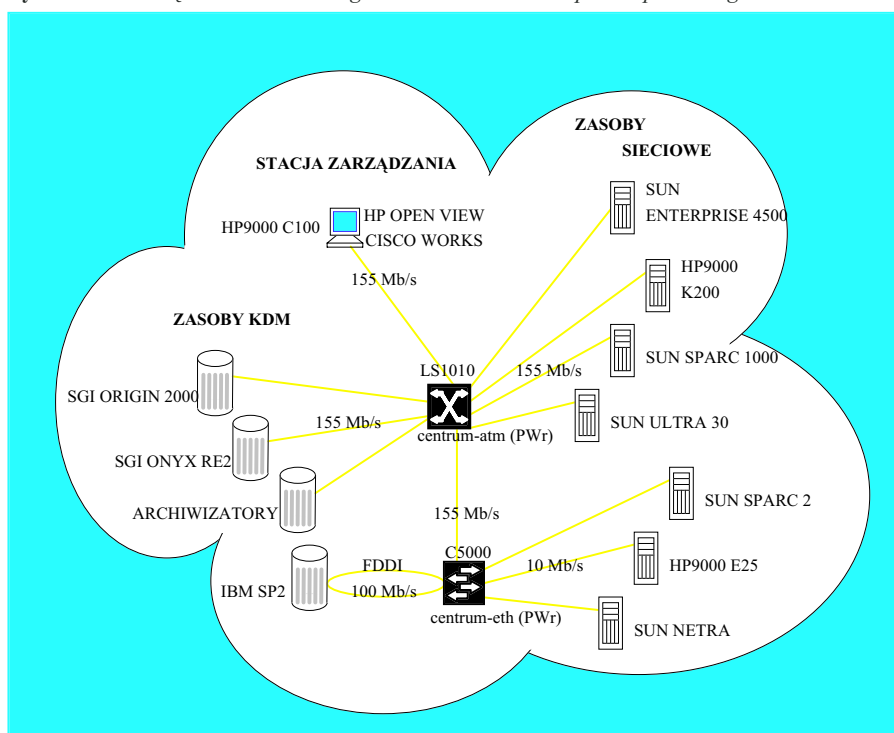 ZASOBY
SIECIOWE
STACJA ZARZĄDZANIA
SUN
ENTERPRISE 4500
HP9000 C100
HP OPEN VIEW
CISCO WORKS
HP9000
K200
155 Mb/s
ZASOBY KDM
SUN SPARC 1000
LS1010
155 Mb/s
SGI ORIGIN 2000
155 Mb/s
SUN ULTRA 30
centrum-atm (PWr)
SGI ONYX RE2
SUN SPARC 2
ARCHIWIZATORY
155 Mb/s
C5000
FDDI
10 Mb/s
HP9000 E25
IBM SP2
100 Mb/s
centrum-eth (PWr)
SUN NETRA